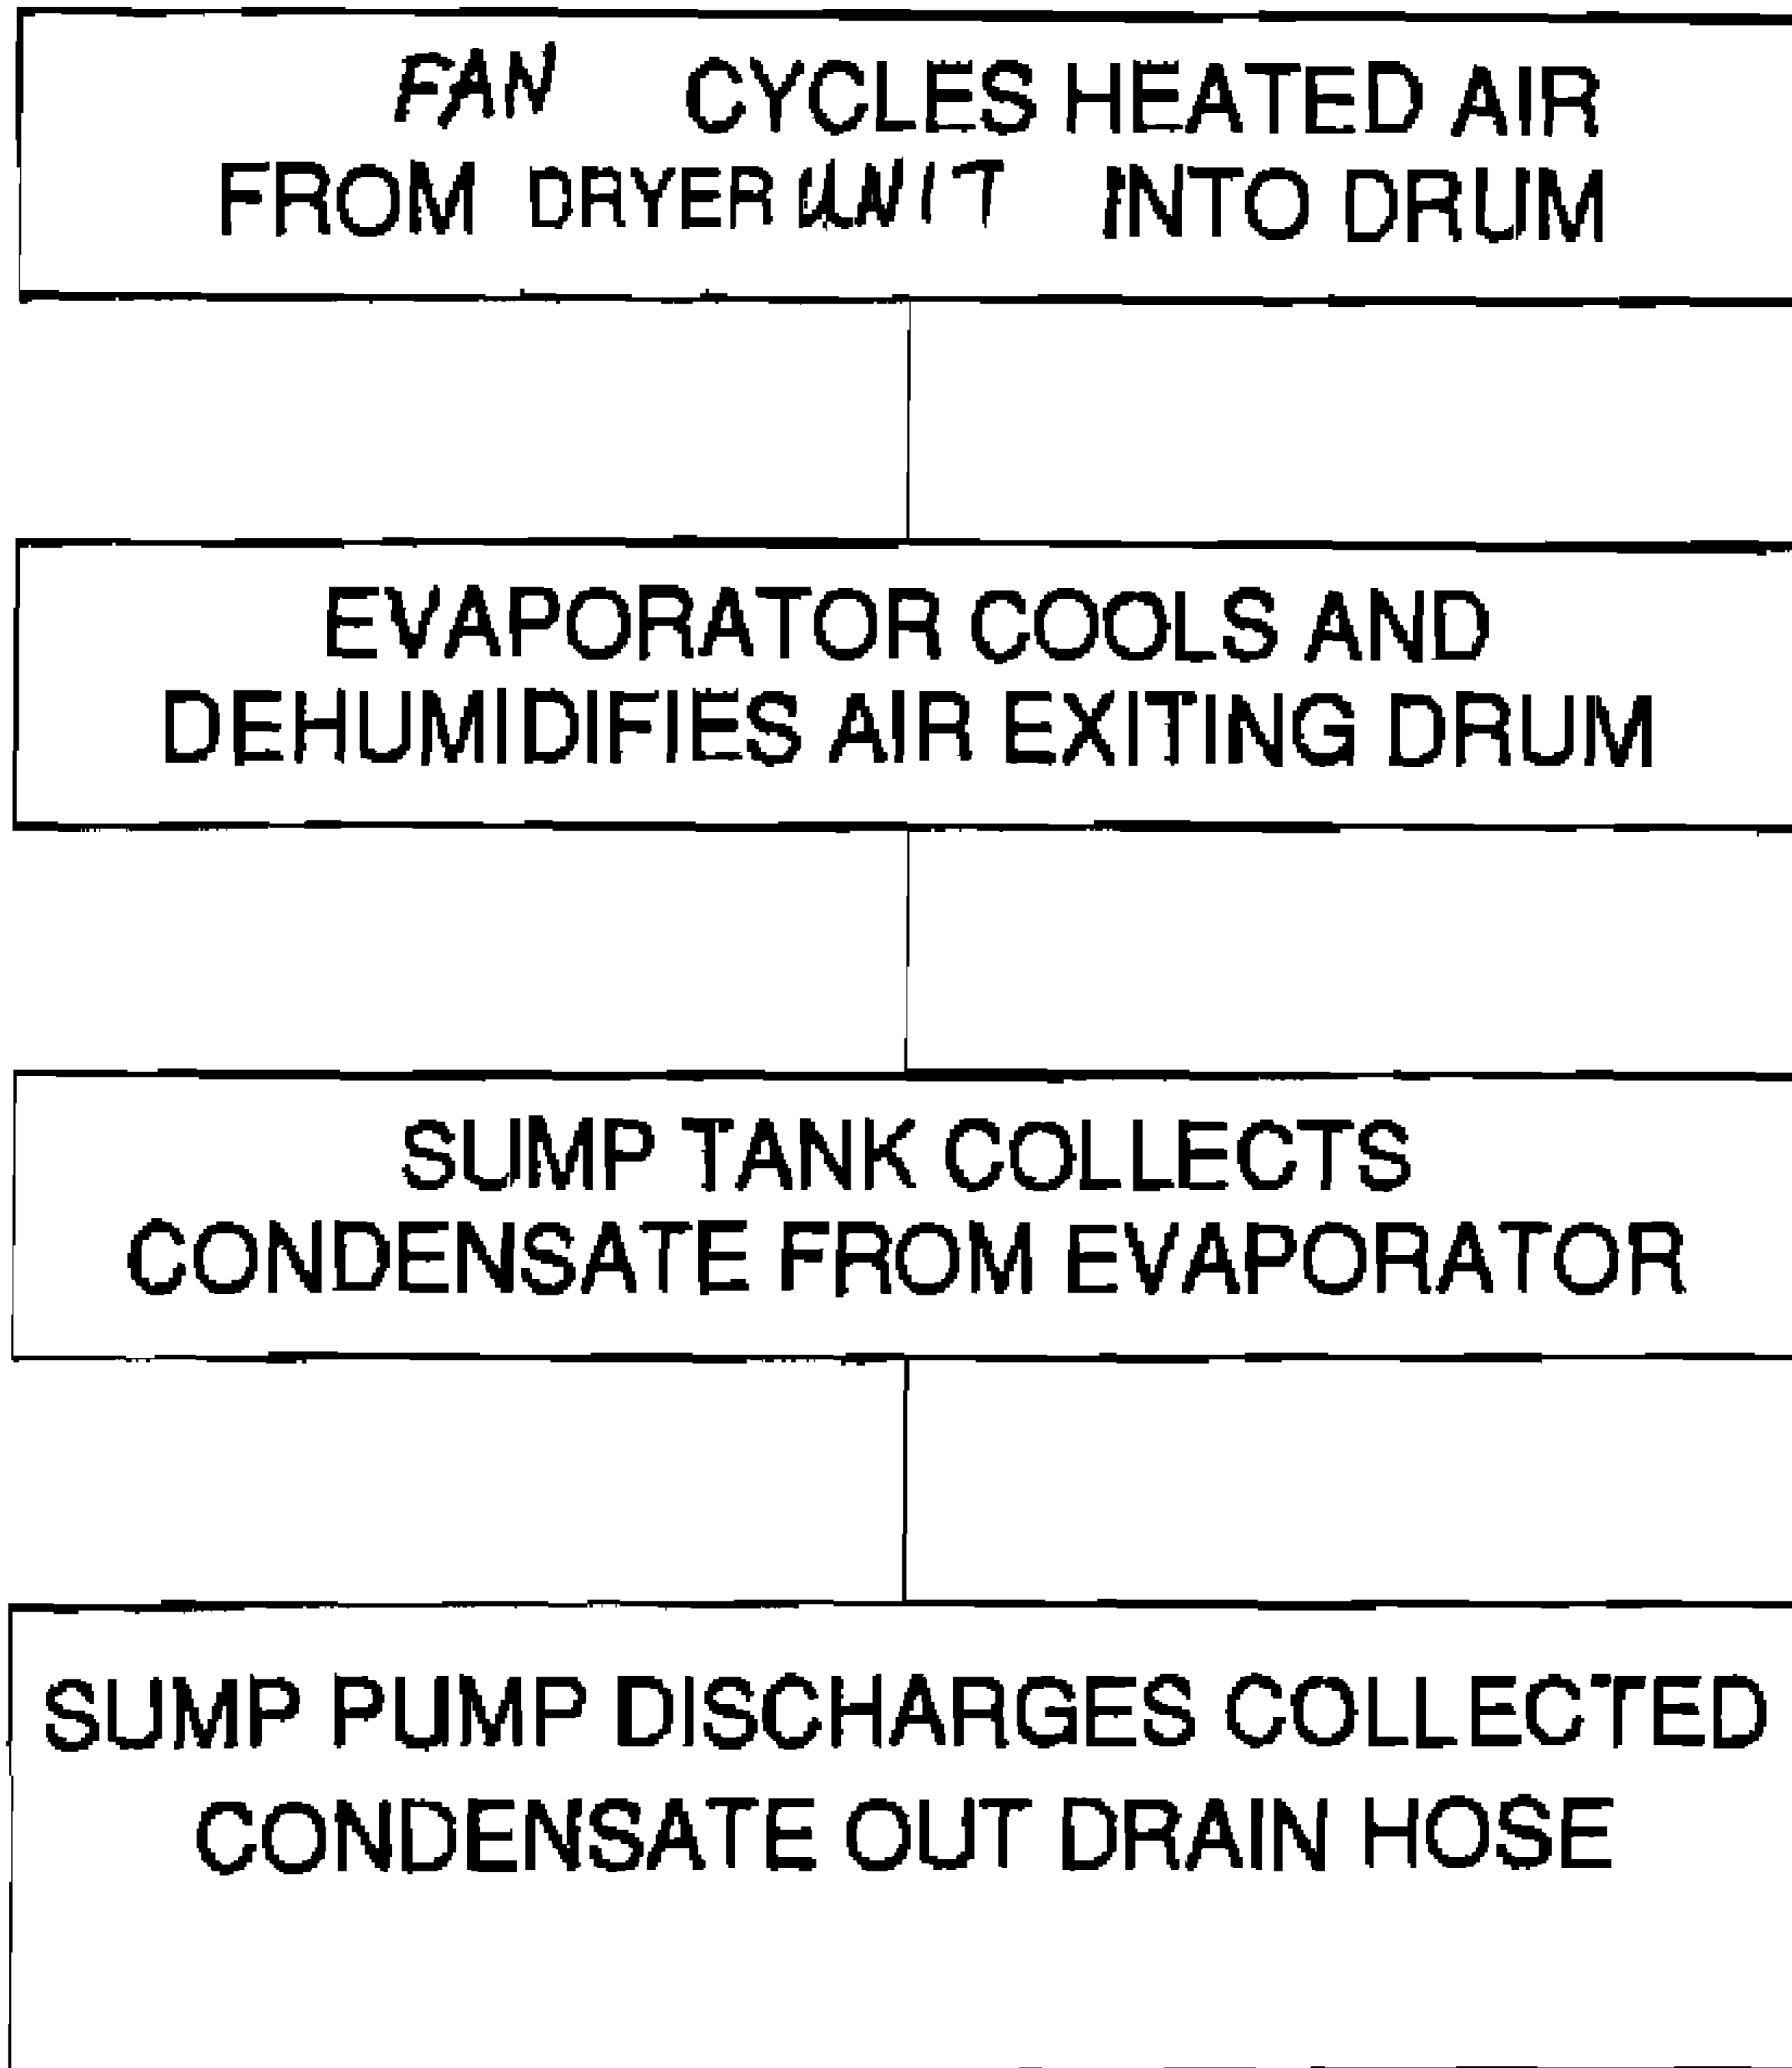 FAN CYCLES HEATED AIR
FROM DRYER UNIT INTO DRUM
EVAPORATOR COOLS AND
DEHUMIDIFIES AIR EXITING DRUM
SUMP TANK COLLECTS
CONDENSATE FROM EVAPORATOR
SUMP PUMP DISCHARGES COLLECTED
CONDENSATE OUT DRAIN HOSE